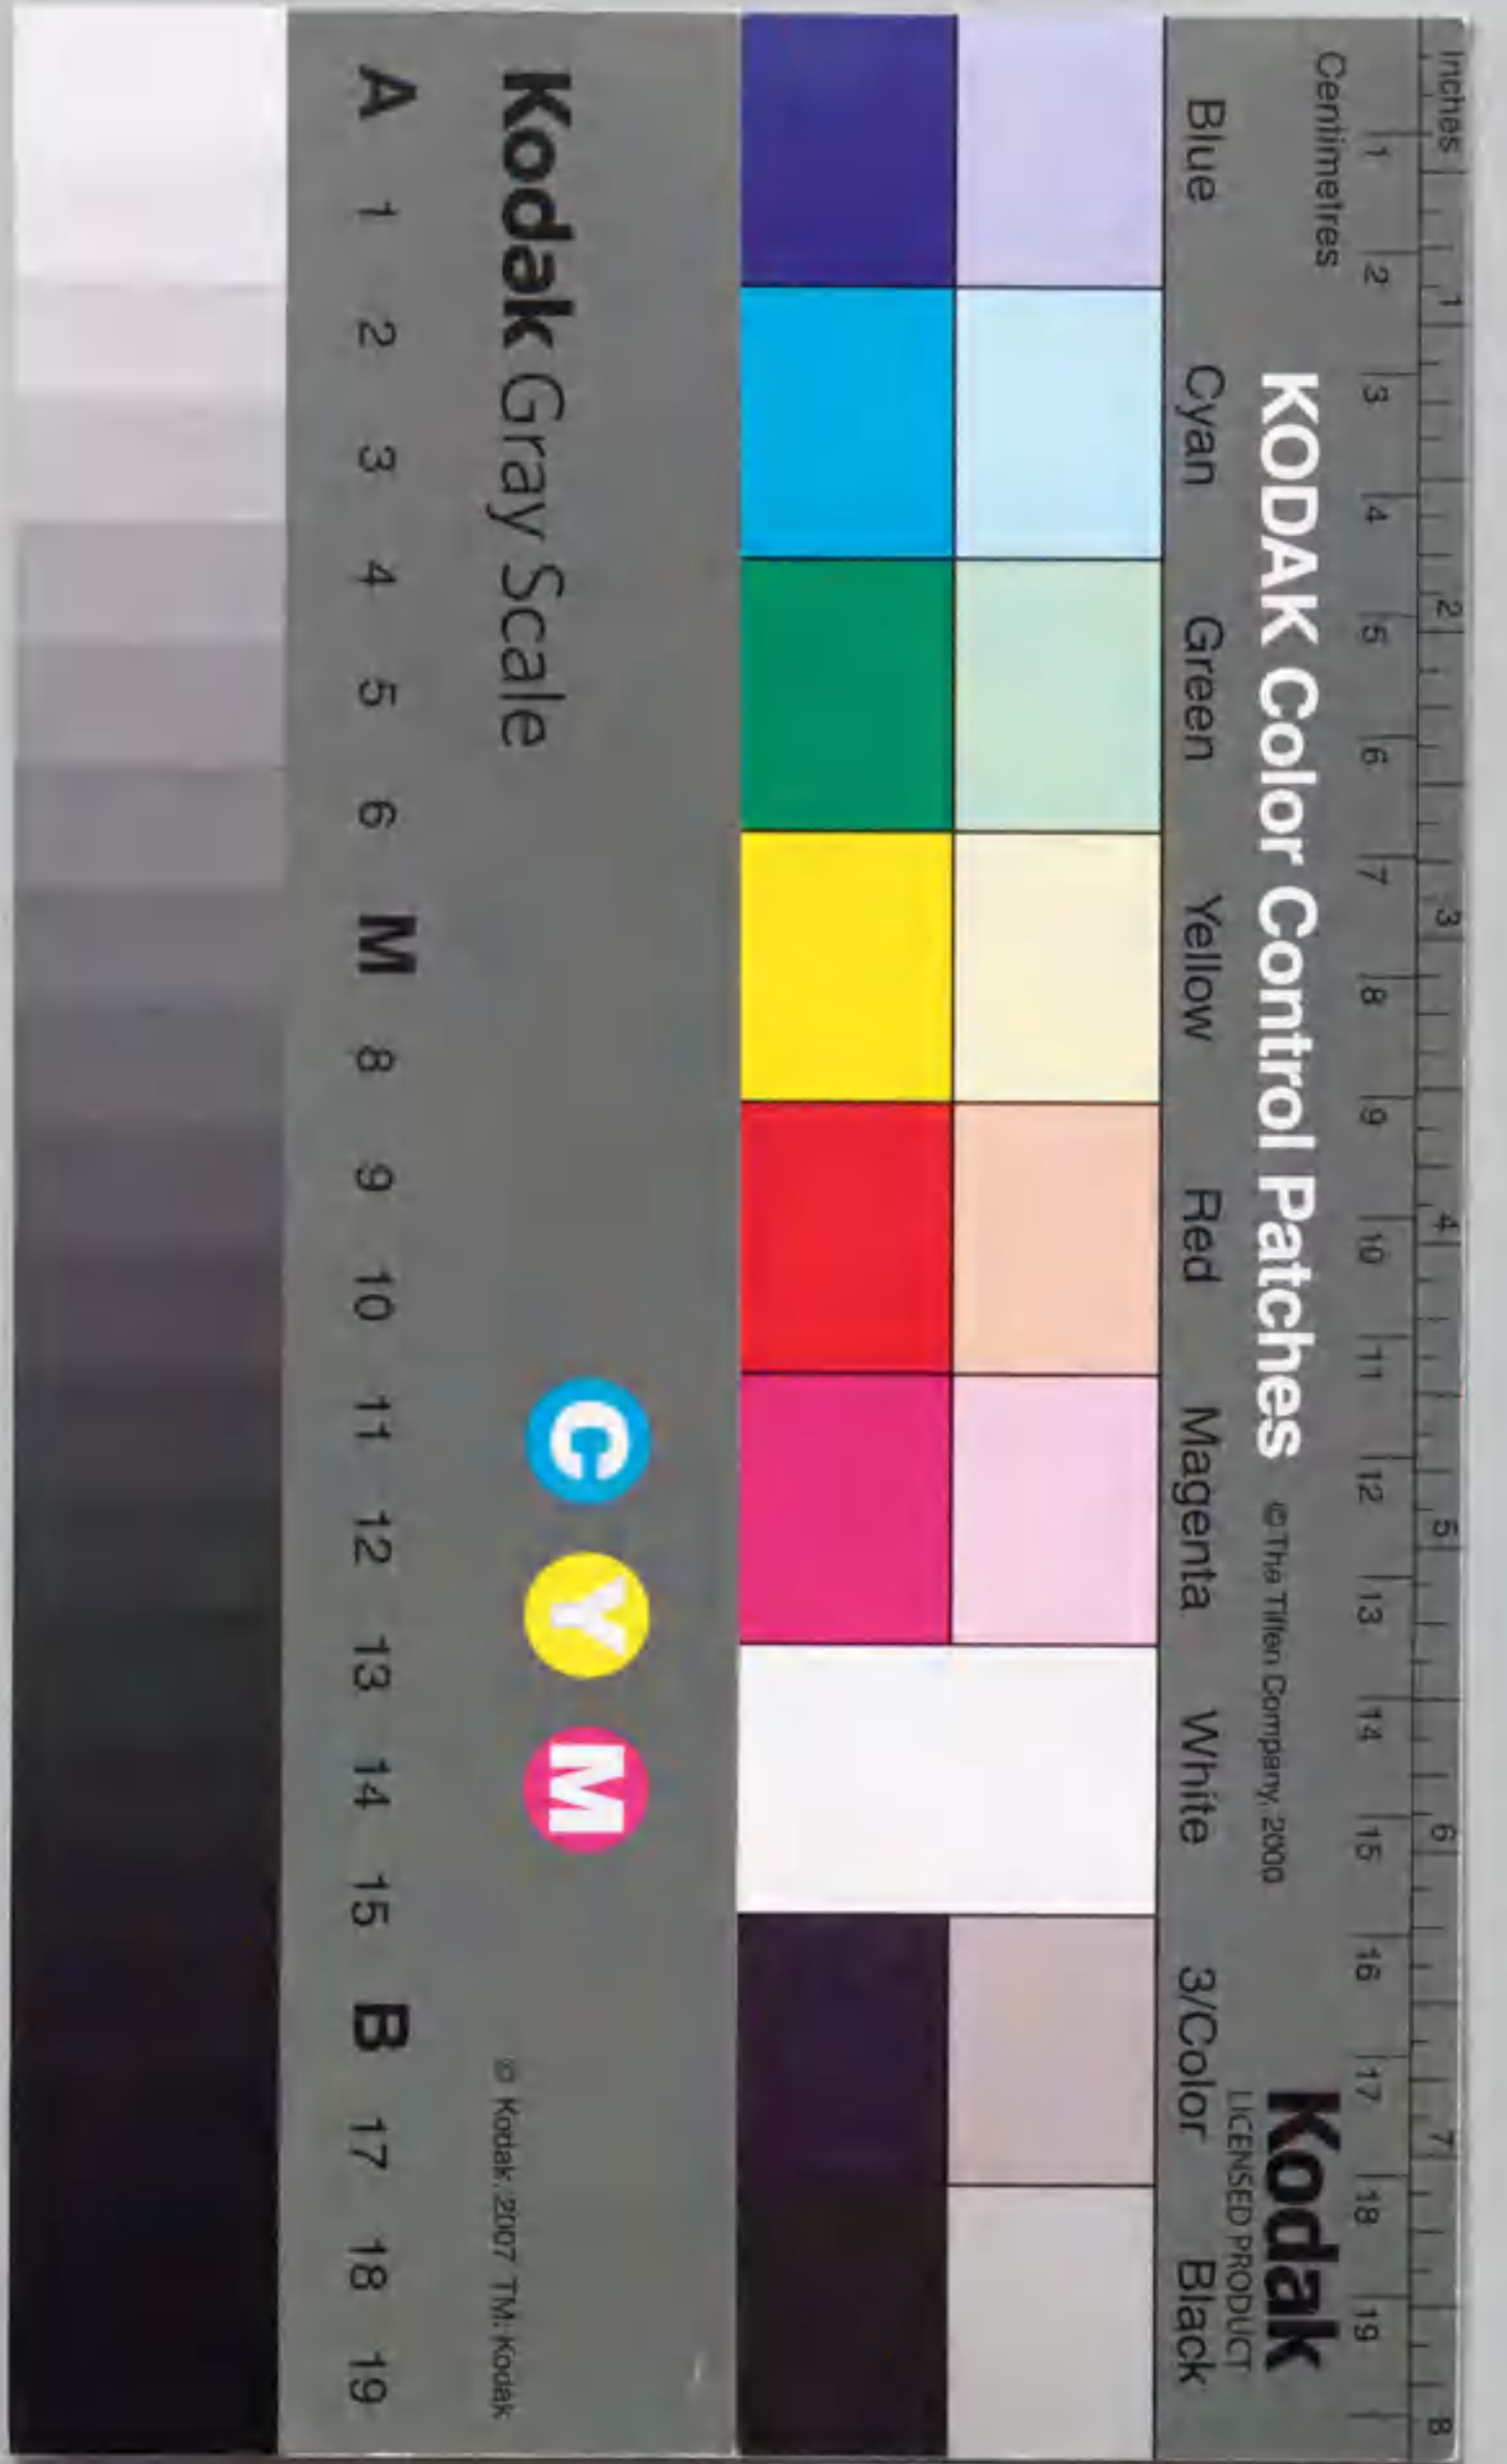 Inches 1 2 3 4 5 6 7 8
Centimetres 1 2 3 4 5 6 7 8 9 10 11 12 13 14 15 16 17 18 19
KODAK Color Control Patches © The Tiffen Company, 2000 Kodak
LICENSED PRODUCT
Blue Cyan Green Yellow Red Magenta White 3/Color Black
C Y M
Kodak Gray Scale
© Kodak, 2007 TM: Kodak
A 1 2 3 4 5 6 M 8 9 10 11 12 13 14 15 B 17 18 19